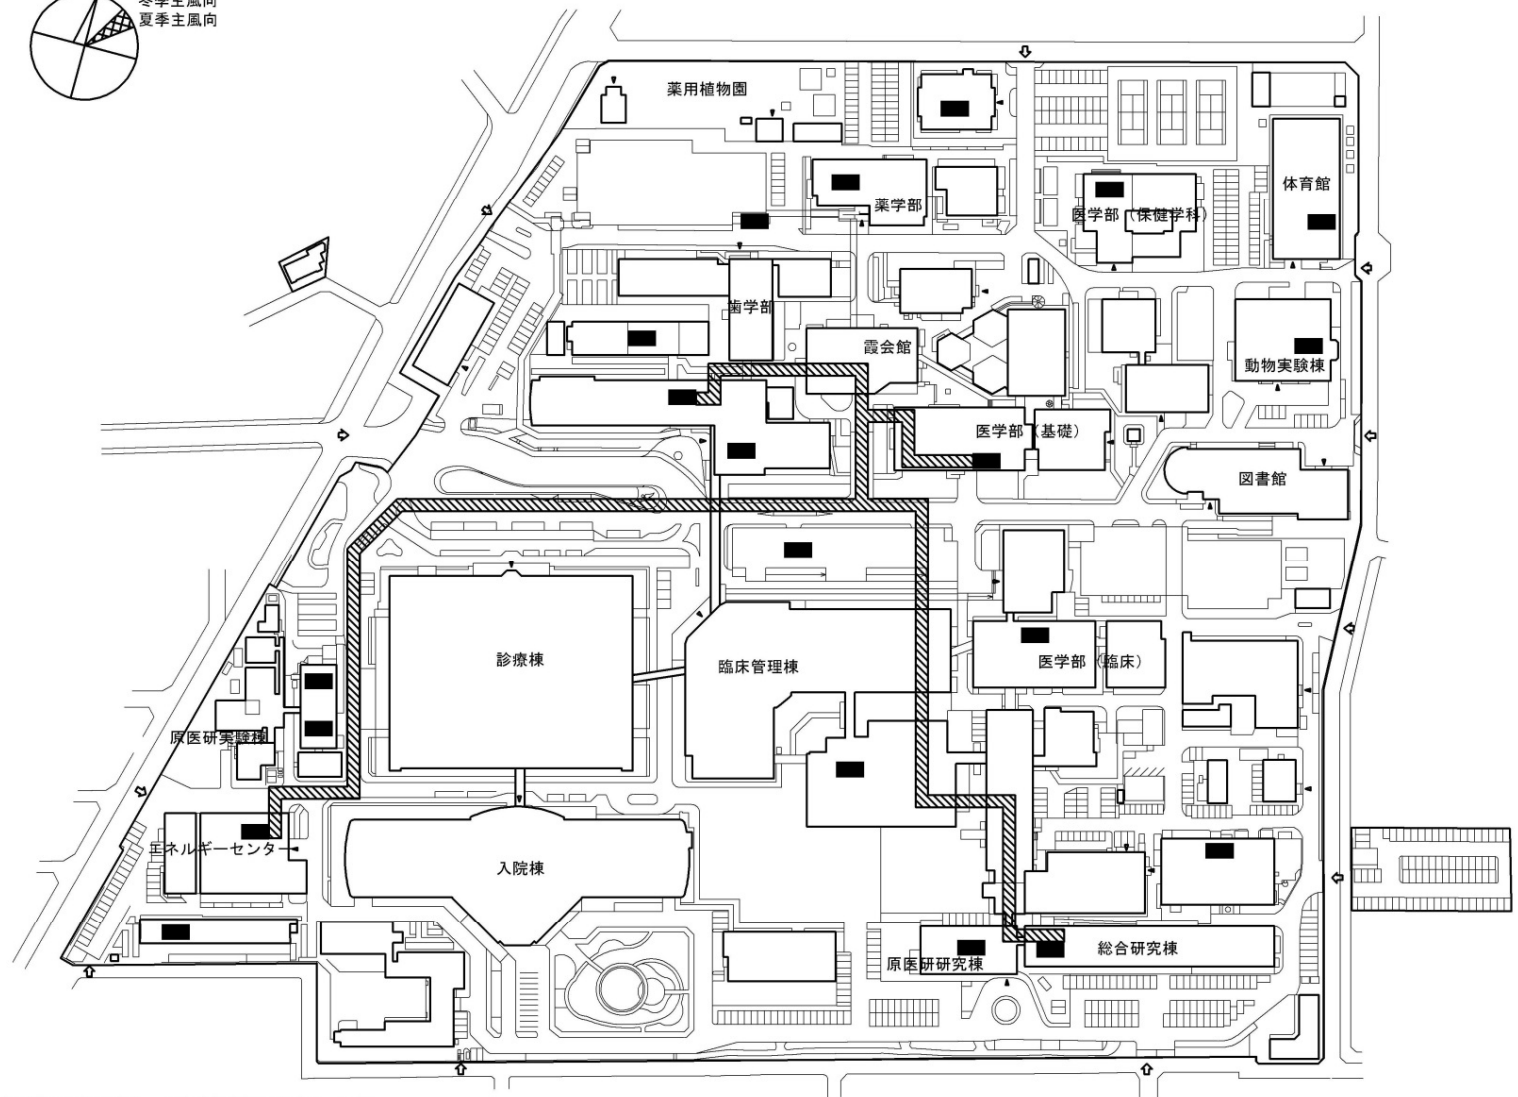 冬季主風向
夏季主風向
薬用植物園
体育館
薬学部
医学部（保健学科）
歯学部
霞会館
動物実験棟
医学部（基礎）
図書館
診療棟
臨床管理棟
医学部（臨床）
原医研実験棟
エネルギーセンター
入院棟
原医研研究棟
総合研究棟